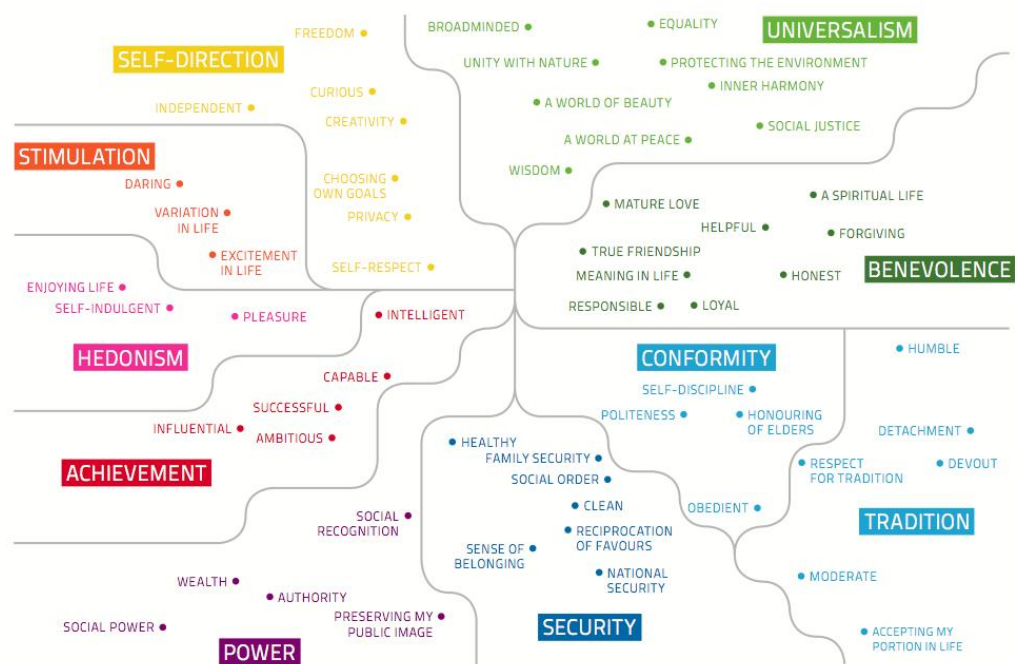 FREEDOM
SELF-DIRECTION
CURIOUS
INDEPENDENT
CREATIVITY
CHOOSING
OWN GOALS
PRIVACY
SELF-RESPECT
BROADMINDED
EQUALITY
UNIVERSALISM
UNITY WITH NATURE
PROTECTING THE ENVIRONMENT
INNER HARMONY
A WORLD OF BEAUTY
SOCIAL JUSTICE
A WORLD AT PEACE
WISDOM
STIMULATION
DARING
VARIATION
IN LIFE
EXCITEMENT
IN LIFE
MATURE LOVE
A SPIRITUAL LIFE
HELPFUL
FORGIVING
TRUE FRIENDSHIP
MEANING IN LIFE
HONEST
BENEVOLENCE
RESPONSIBLE
LOYAL
ENJOYING LIFE
SELF-INDULGENT
PLEASURE
HEDONISM
INTELLIGENT
CAPABLE
SUCCESSFUL
INFLUENTIAL
AMBITIOUS
ACHIEVEMENT
CONFORMITY
SELF-DISCIPLINE
POLITENESS
HONOURING
OF ELDERS
OBEDIENT
HUMBLE
DETACHMENT
RESPECT
FOR TRADITION
DEVOUT
TRADITION
MODERATE
ACCEPTING MY
PORTION IN LIFE
HEALTHY
FAMILY SECURITY
SOCIAL ORDER
CLEAN
RECIPROCATION
OF FAVOURS
SENSE OF
BELONGING
NATIONAL
SECURITY
SECURITY
SOCIAL
RECOGNITION
WEALTH
AUTHORITY
PRESERVING MY
PUBLIC IMAGE
SOCIAL POWER
POWER